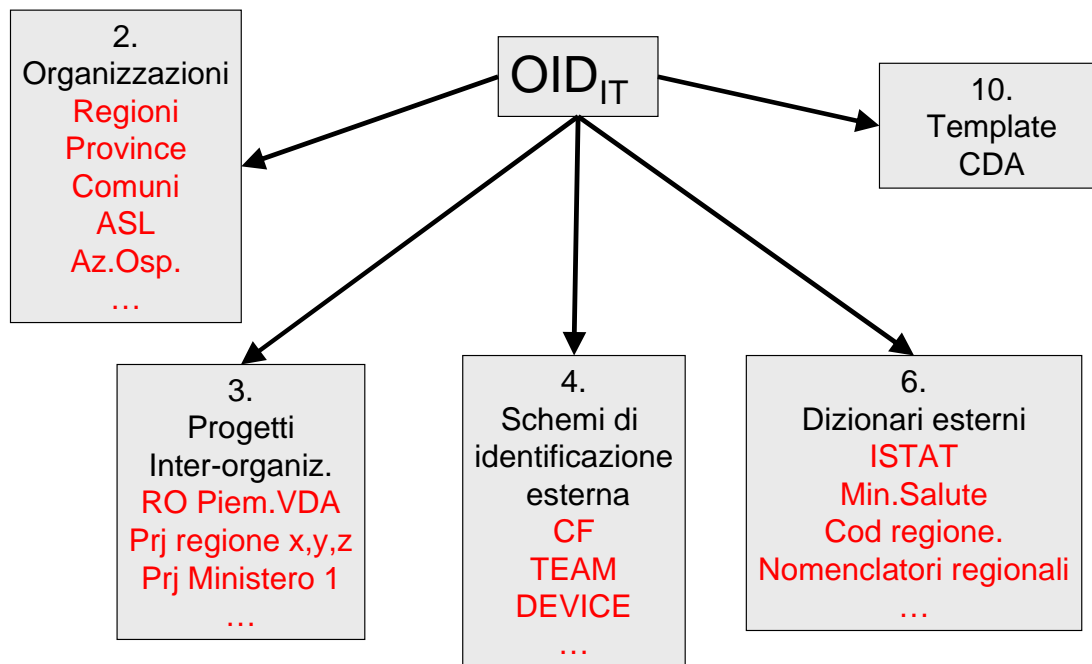 OID_IT
2.
Organizzazioni
Regioni
Province
Comuni
ASL
Az.Osp.
…
10.
Template
CDA
3.
Progetti
Inter-organiz.
RO Piem.VDA
Prj regione x,y,z
Prj Ministero 1
…
4.
Schemi di
identificazione
esterna
CF
TEAM
DEVICE
…
6.
Dizionari esterni
ISTAT
Min.Salute
Cod regione.
Nomenclatori regionali
…